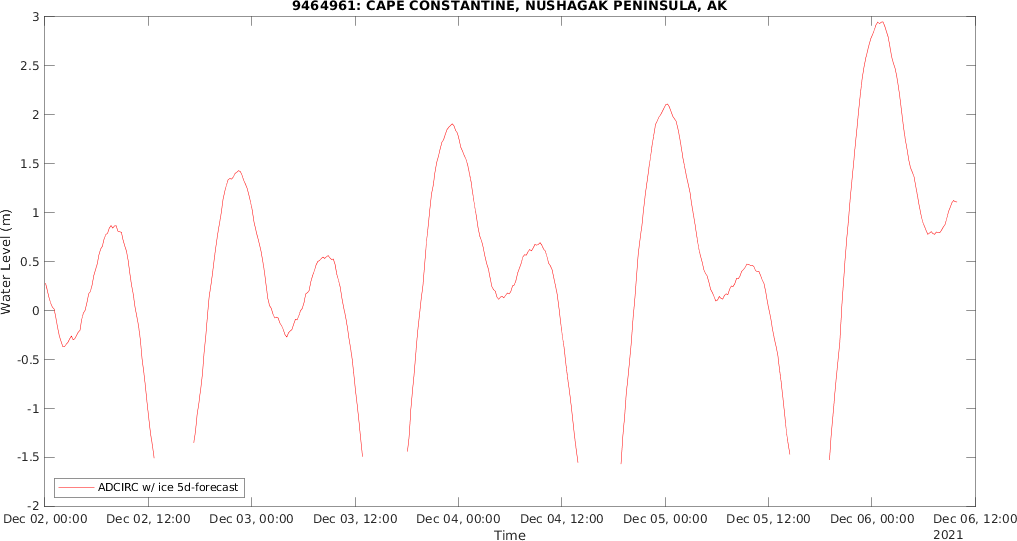 9464961: CAPE CONSTANTINE, NUSHAGAK PENINSULA, AK
3
2.5
2
1.5
1
0.5
0
-0.5
-1
-1.5
-2
Water Level (m)
ADCIRC w/ ice 5d-forecast
Dec 02, 00:00 Dec 02, 12:00 Dec 03, 00:00 Dec 03, 12:00 Dec 04, 00:00 Dec 04, 12:00 Dec 05, 00:00 Dec 05, 12:00 Dec 06, 00:00 Dec 06, 12:00
Time
2021